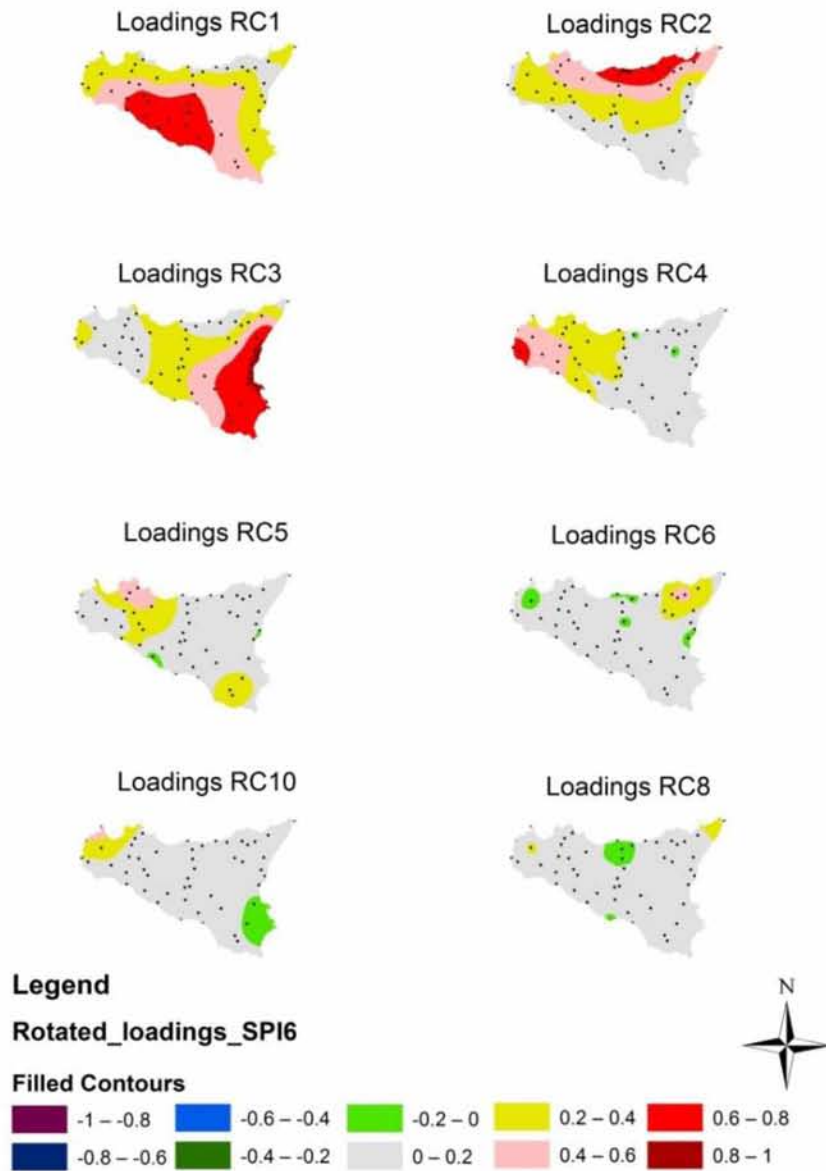 Loadings RC1
Loadings RC2
Loadings RC3
Loadings RC4
Loadings RC5
Loadings RC6
Loadings RC10
Loadings RC8
Legend
N
Rotated_loadings_SPI6
Filled Contours
-1 – -0.8
-0.6 – -0.4
-0.2 – 0
0.2 – 0.4
0.6 – 0.8
-0.8 – -0.6
-0.4 – -0.2
0 – 0.2
0.4 – 0.6
0.8 – 1